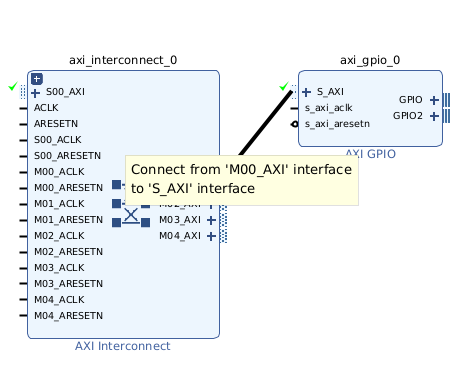 axi_interconnect_0
S00_AXI
ACLK
ARESETN
S00_ACLK
S00_ARESETN
M00_ACLK
M00_ARESETN
M01_ACLK
M01_ARESETN
M02_ACLK
M02_ARESETN
M03_ACLK
M03_ARESETN
M04_ACLK
M04_ARESETN
M02_AXI
M03_AXI
M04_AXI
AXI Interconnect
Connect from 'M00_AXI' interface
to 'S_AXI' interface
axi_gpio_0
S_AXI
s_axi_aclk
s_axi_aresetn
GPIO
GPIO2
AXI GPIO